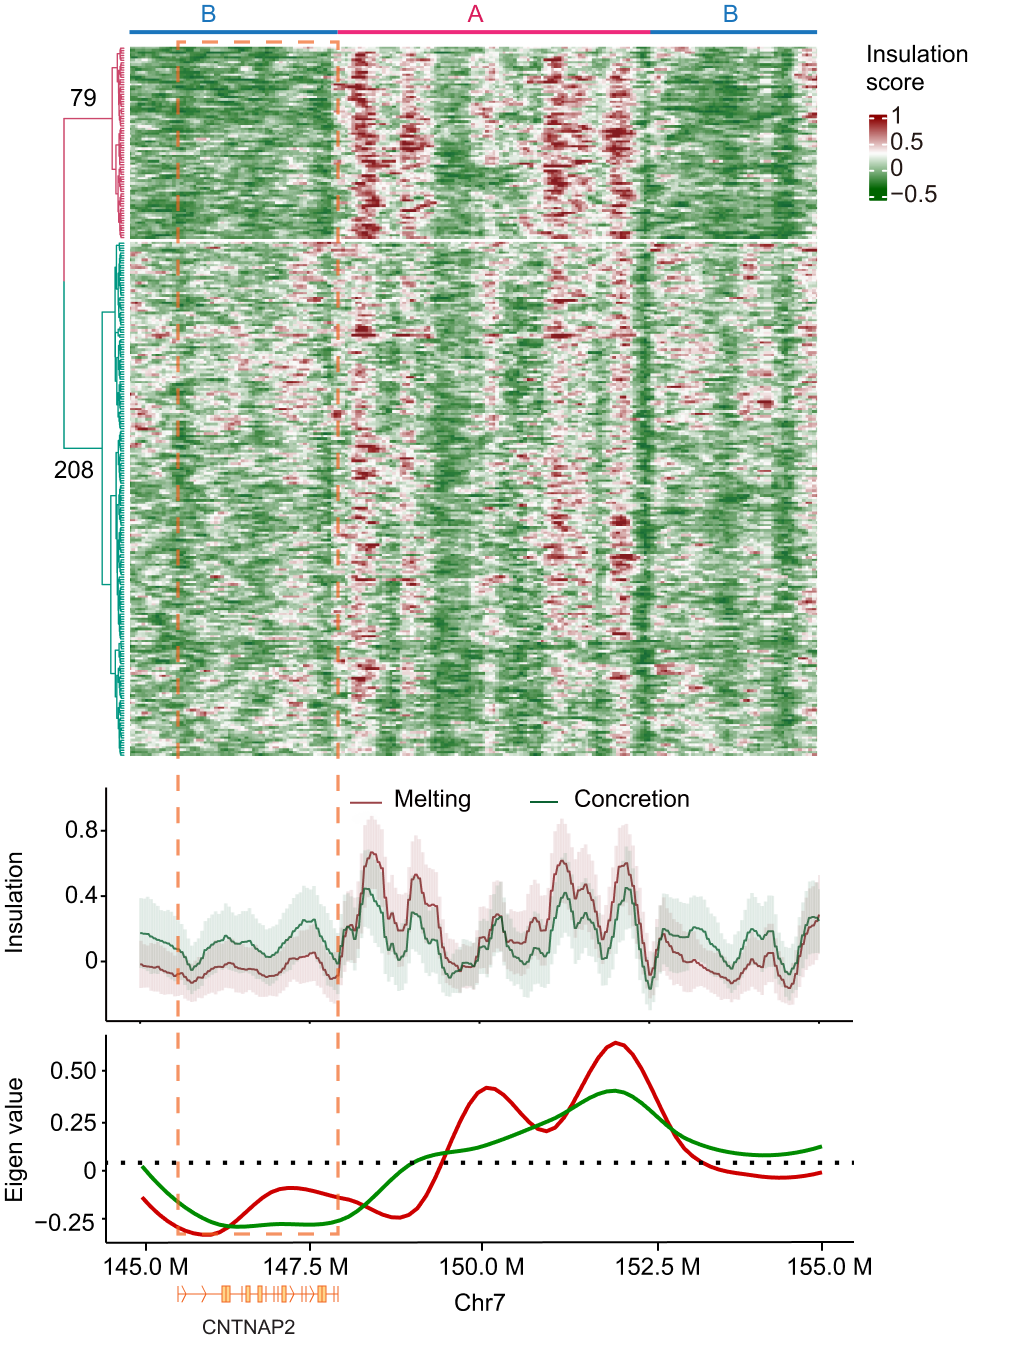 B A B
Insulation
score
1
0.5
0
−0.5
79
208
Melting Concretion
Insulation
0.8
0.4
0
Eigen value
0.50
0.25
0
−0.25
145.0 M 147.5 M 150.0 M 152.5 M 155.0 M
Chr7
CNTNAP2